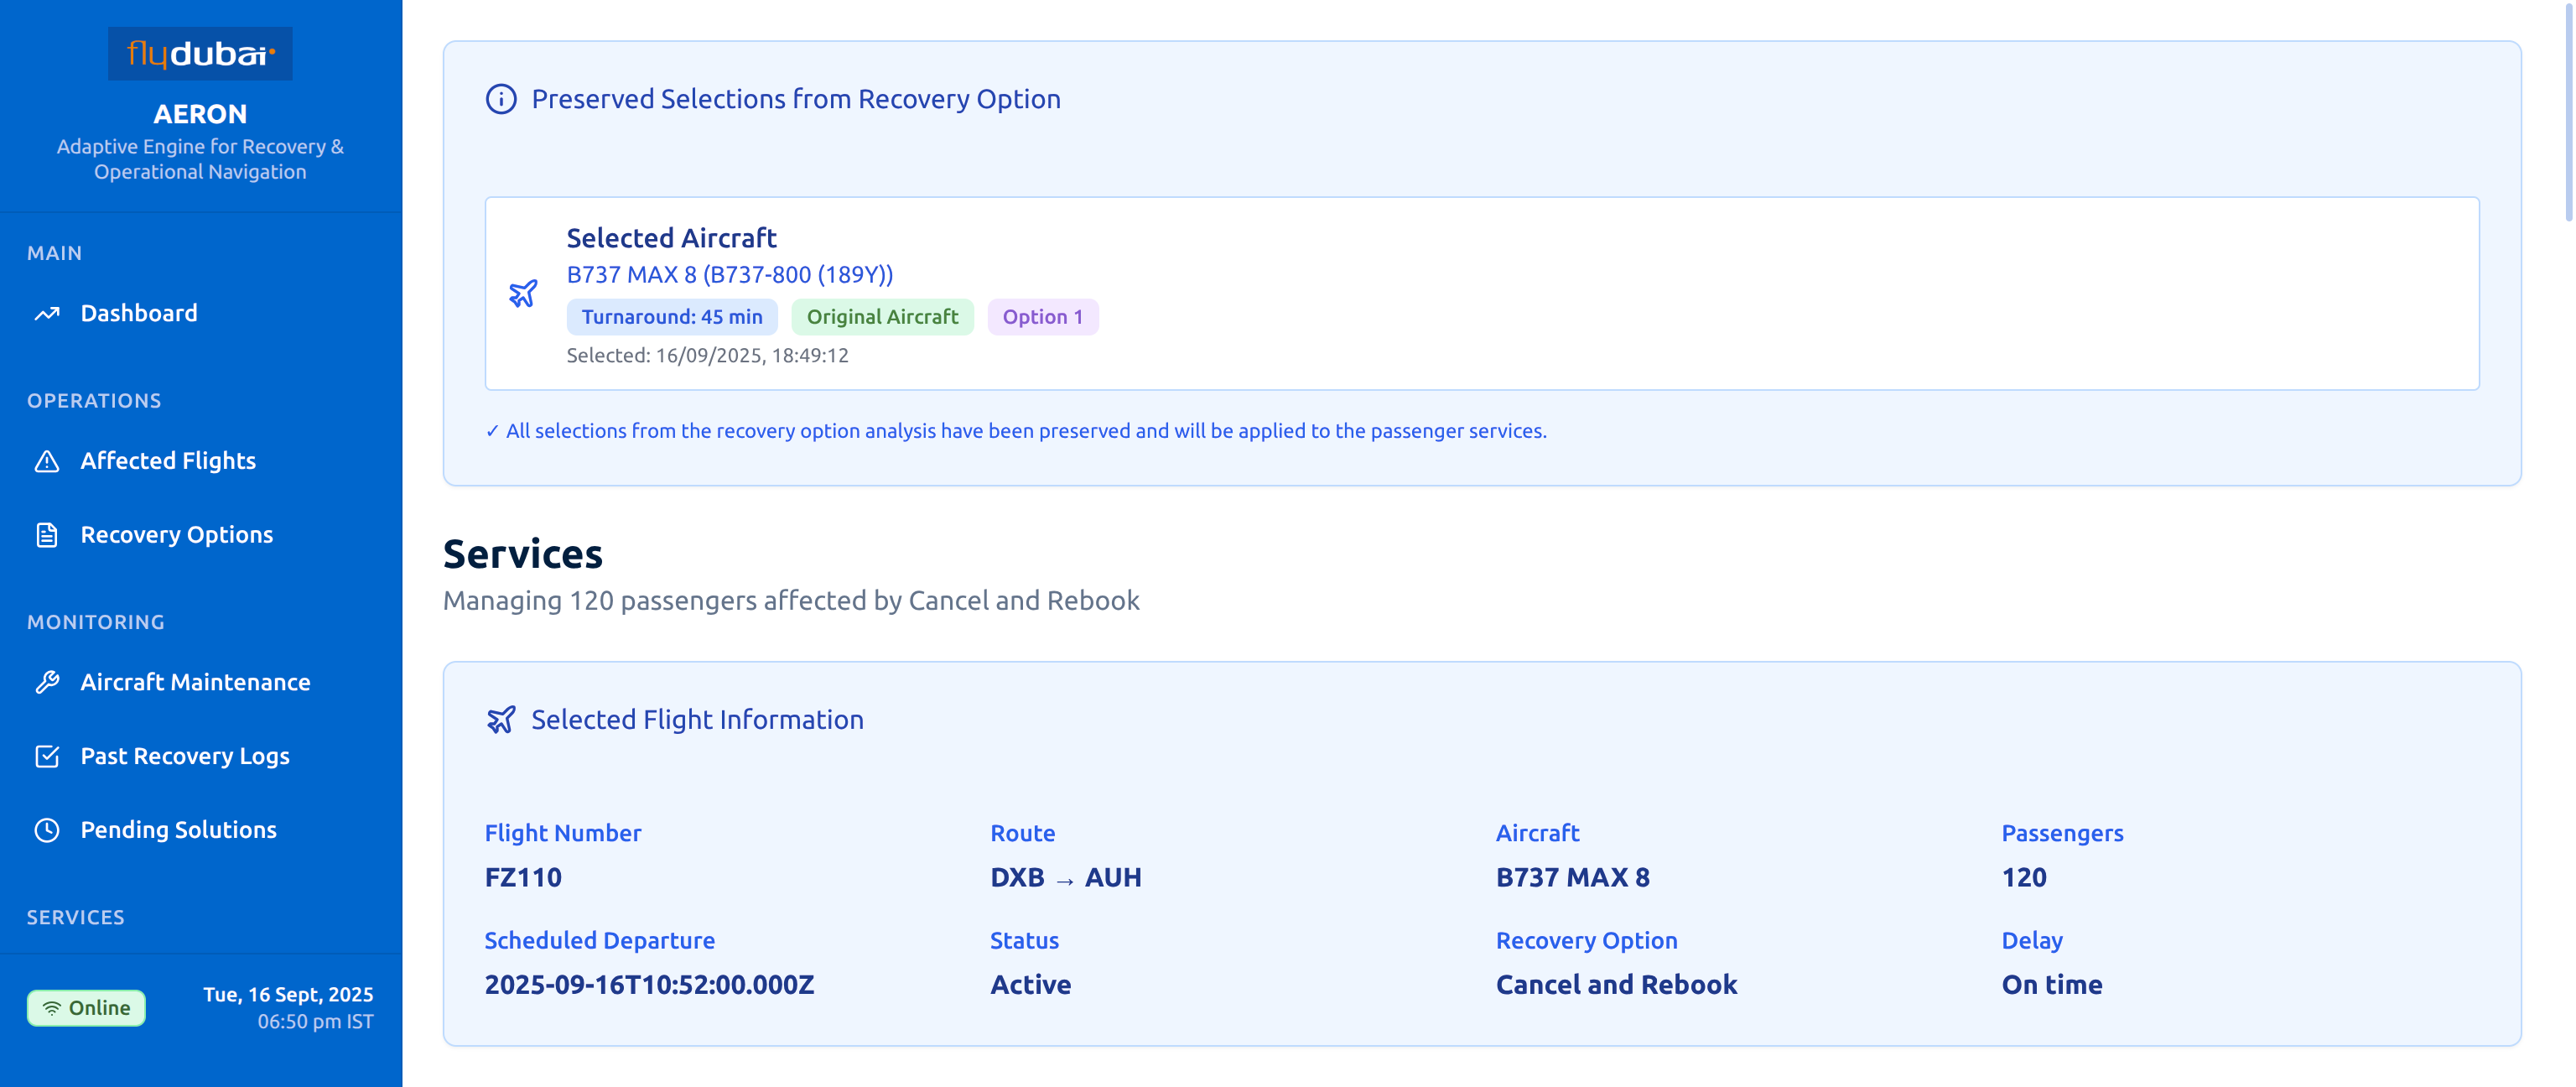 flydubai
AERON
Adaptive Engine for Recovery &
Operational Navigation
MAIN
Dashboard
OPERATIONS
Affected Flights
Recovery Options
MONITORING
Aircraft Maintenance
Past Recovery Logs
Pending Solutions
SERVICES
Online
Tue, 16 Sept, 2025
06:50 pm IST
Preserved Selections from Recovery Option
Selected Aircraft
B737 MAX 8 (B737-800 (189Y))
Turnaround: 45 min Original Aircraft Option 1
Selected: 16/09/2025, 18:49:12
✓ All selections from the recovery option analysis have been preserved and will be applied to the passenger services.
Services
Managing 120 passengers affected by Cancel and Rebook
Selected Flight Information
Flight Number Route Aircraft Passengers
FZ110 DXB → AUH B737 MAX 8 120
Scheduled Departure Status Recovery Option Delay
2025-09-16T10:52:00.000Z Active Cancel and Rebook On time